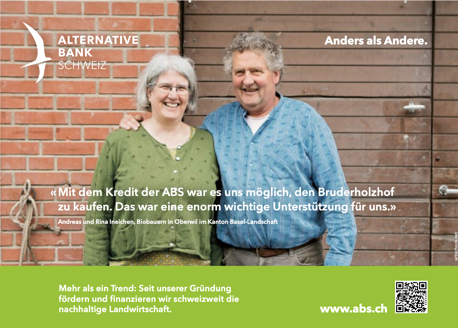 ALTERNATIVE
BANK
SCHWEIZ
Anders als Andere.
«Mit dem Kredit der ABS war es uns möglich, den Bruderholzhof
zu kaufen. Das war eine enorm wichtige Unterstützung für uns.»
Andreas und Rina Ineichen, Biobauern in Oberwil im Kanton Basel-Landschaft
Mehr als ein Trend: Seit unserer Gründung
fördern und finanzieren wir schweizweit die
nachhaltige Landwirtschaft.
www.abs.ch